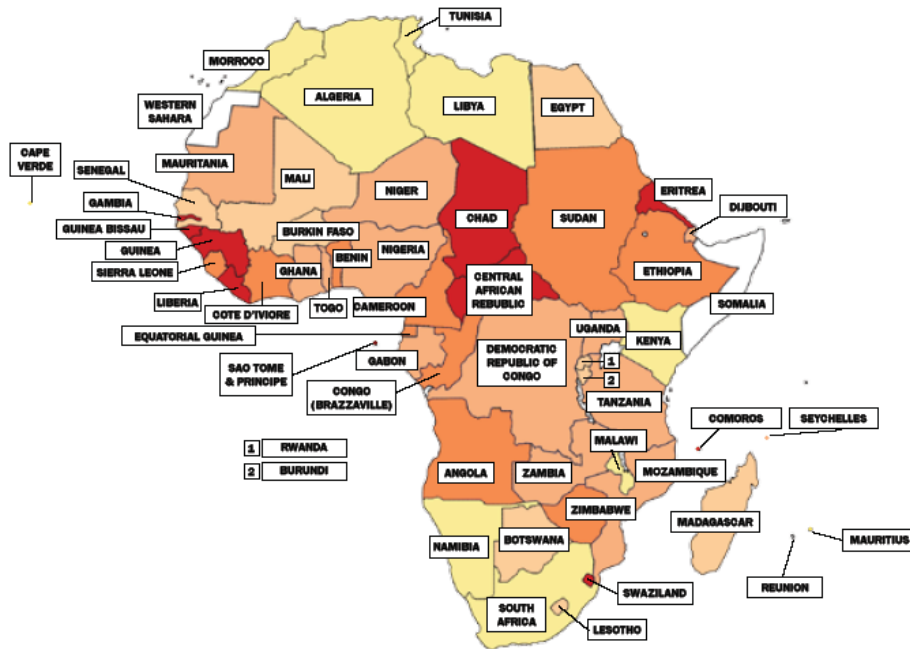 TUNISIA
MORROCO
ALGERIA
LIBYA
EGYPT
WESTERN
SAHARA
CAPE
VERDE
MAURITANIA
SENEGAL
MALI
NIGER
CHAD
SUDAN
ERITREA
DJIBOUTI
GAMBIA
GUINEA BISSAU
BURKIN FASO
GUINEA
NIGERIA
BENIN
SIERRA LEONE
GHANA
ETHIOPIA
CENTRAL
AFRICAN
REBUBLIC
LIBERIA
COTE D'IVIORE
TOGO
CAMEROON
SOMALIA
EQUATORIAL GUINEA
UGANDA
KENYA
GABON
DEMOCRATIC
REPUBLIC OF
CONGO
1
2
SAO TOME
& PRINCIPE
CONGO
(BRAZZAVILLE)
TANZANIA
COMOROS
SEYCHELLES
1 RWANDA
2 BURUNDI
MALAWI
ANGOLA
ZAMBIA
MOZAMBIQUE
ZIMBABWE
MADAGASCAR
NAMIBIA
BOTSWANA
MAURITIUS
REUNION
SWAZILAND
SOUTH
AFRICA
LESOTHO